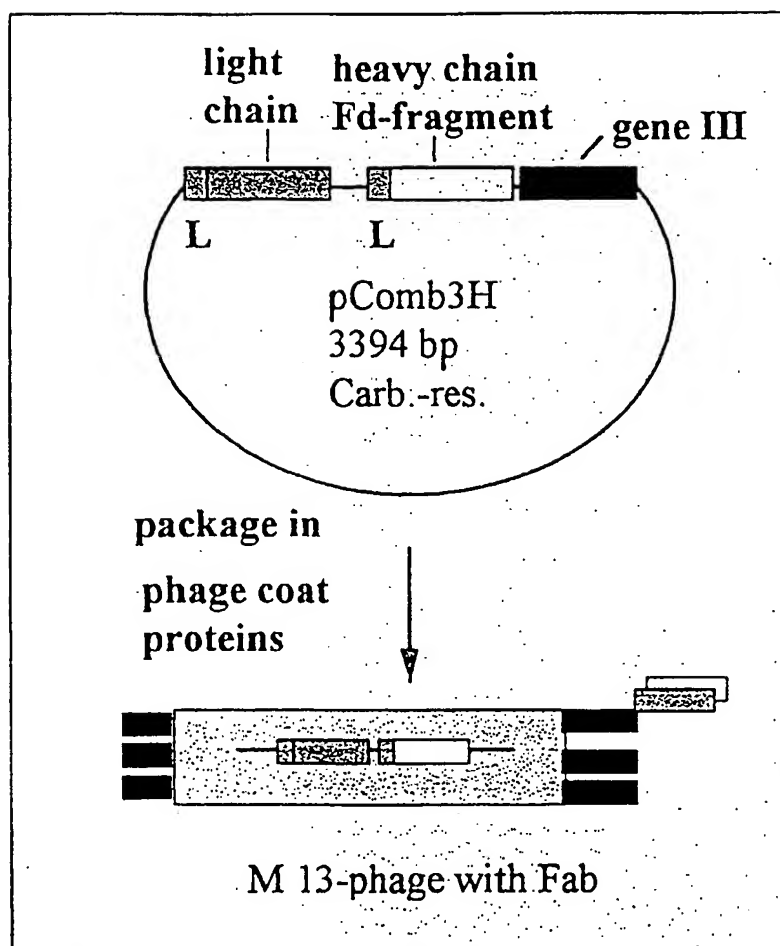 light
chain
heavy chain
Fd-fragment
gene III
L
L
pComb3H
3394 bp
Carb.-res.
package in
phage coat
proteins
M 13-phage with Fab